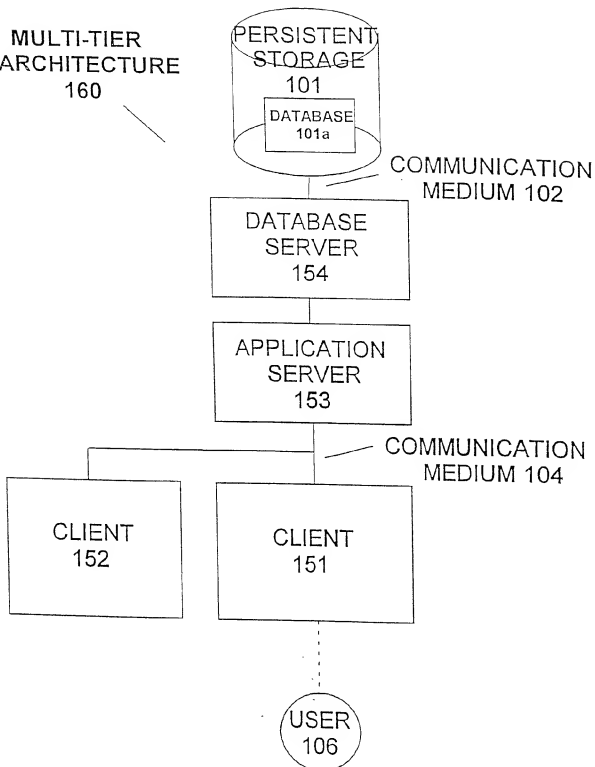 MULTI-TIER
ARCHITECTURE
160
PERSISTENT
STORAGE
101
DATABASE
101a
COMMUNICATION
MEDIUM 102
DATABASE
SERVER
154
APPLICATION
SERVER
153
COMMUNICATION
MEDIUM 104
CLIENT
152
CLIENT
151
USER
106